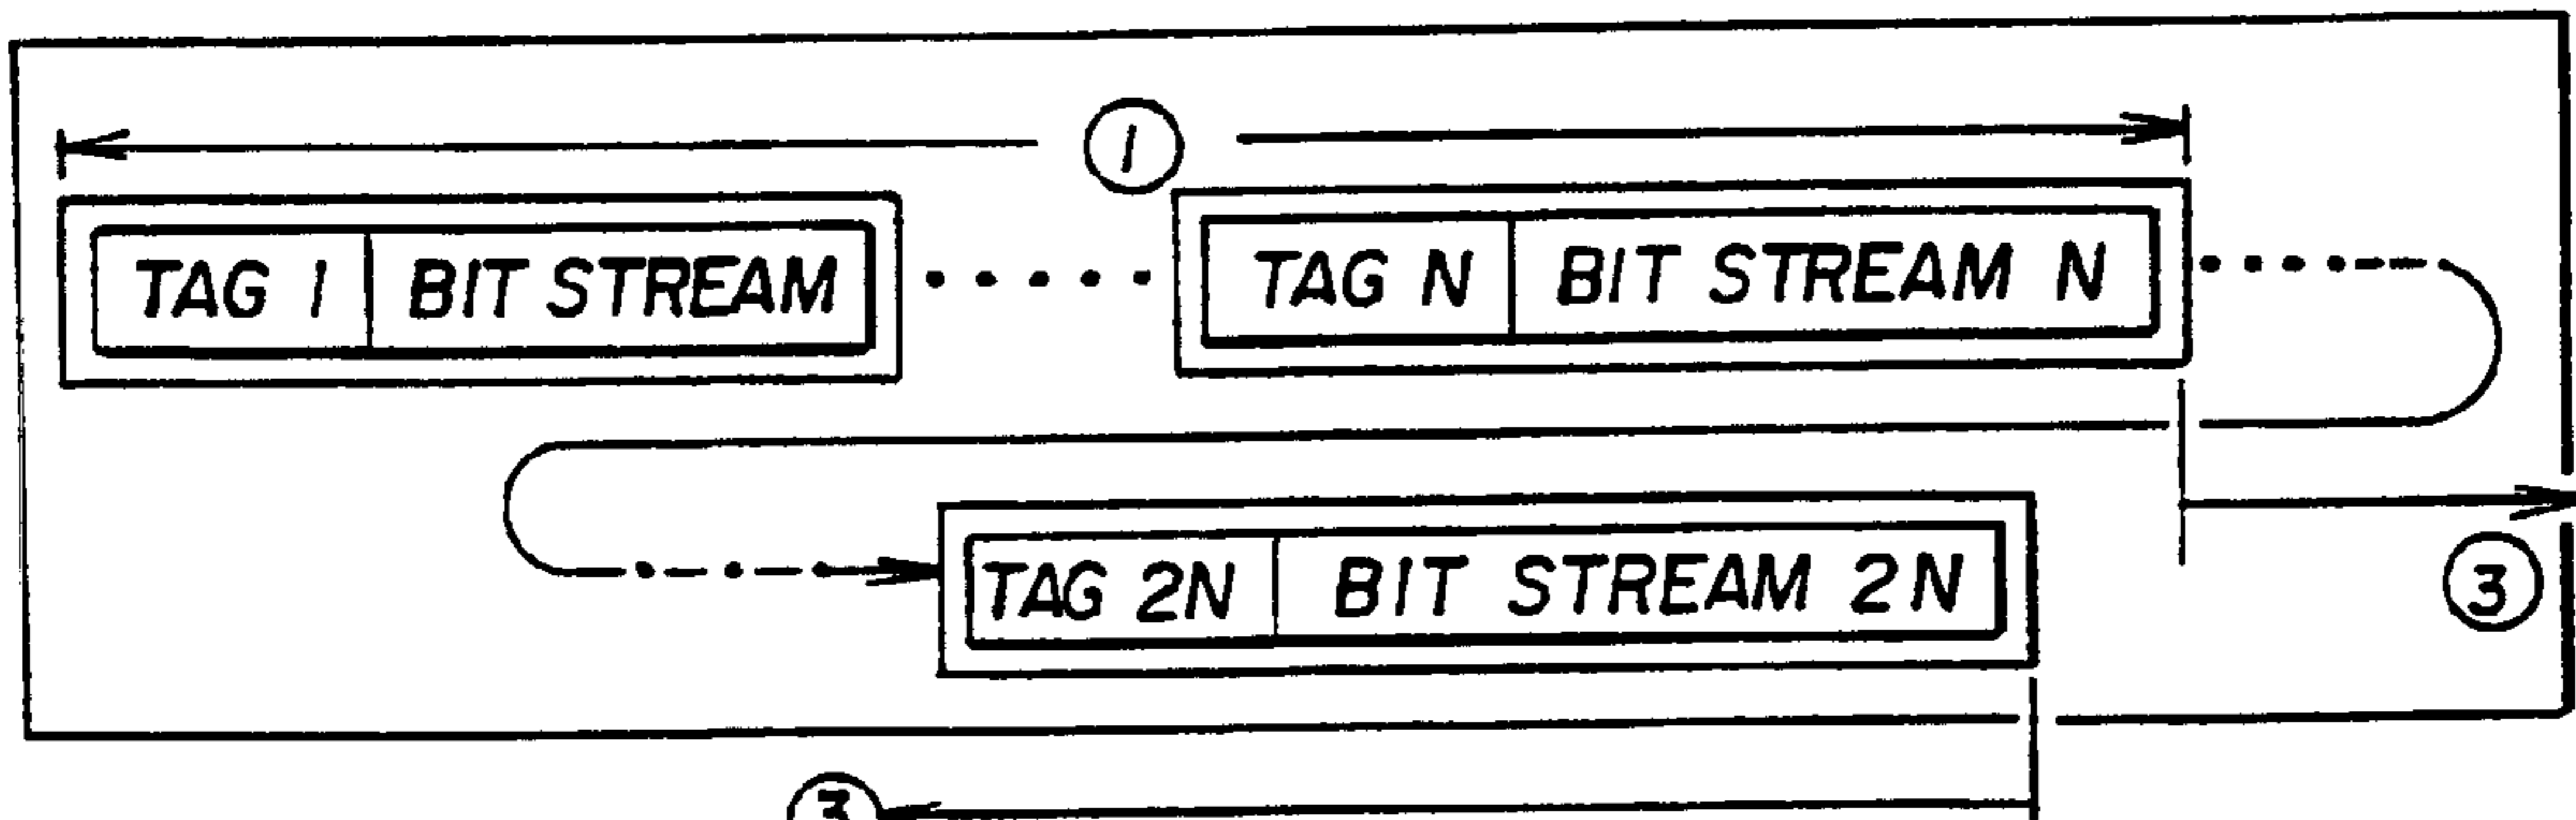 1
TAG 1 BIT STREAM ..... TAG N BIT STREAM N
TAG 2N BIT STREAM 2N
3
3